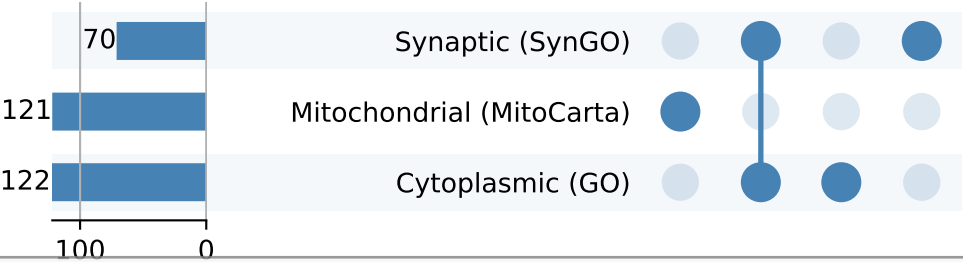 70 Synaptic (SynGO)
121 Mitochondrial (MitoCarta)
122 Cytoplasmic (GO)
100 0